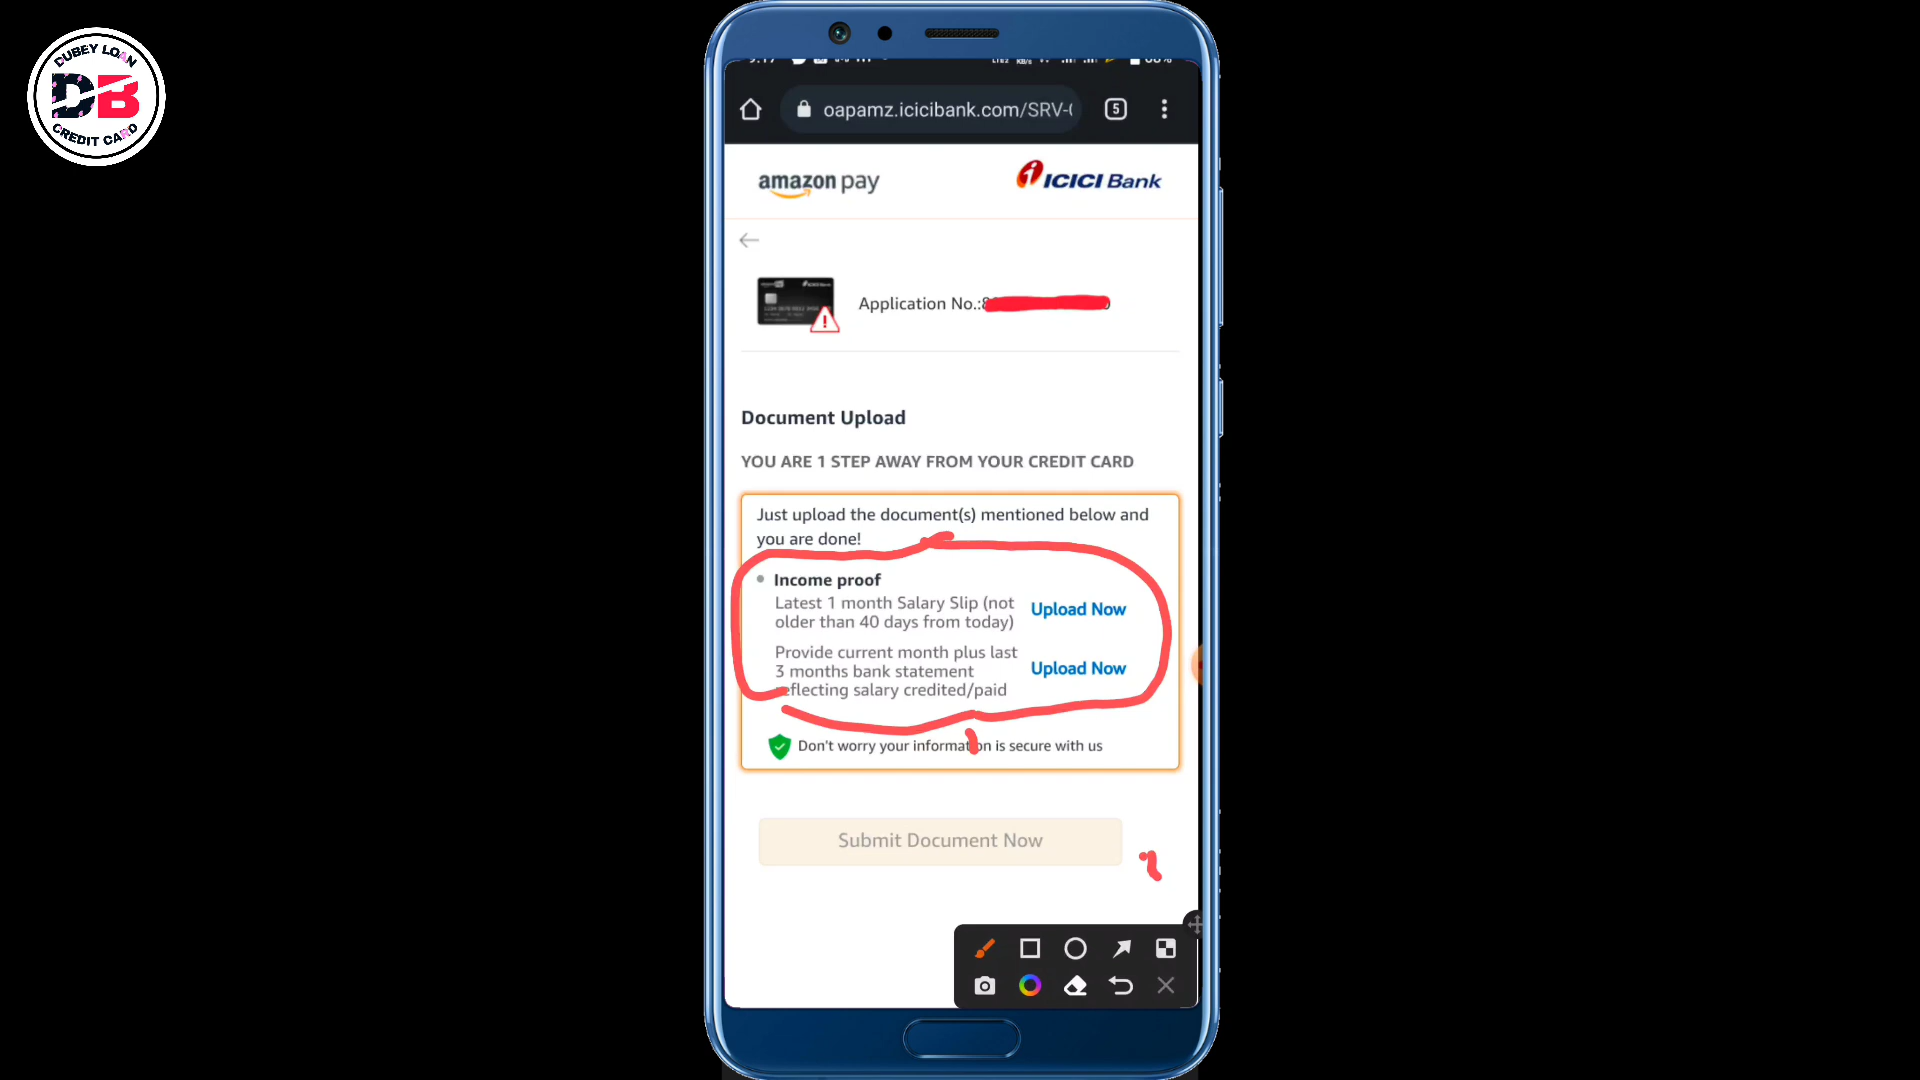 DUBEY LOAN
DB
CREDIT CARD
oapamz.icicibank.com/SRV-
5
amazon pay
ICICI Bank
Application No.:
Document Upload
YOU ARE 1 STEP AWAY FROM YOUR CREDIT CARD
Just upload the document(s) mentioned below and
you are done!
Income proof
Latest 1 month Salary Slip (not
older than 40 days from today)
Upload Now
Provide current month plus last
3 months bank statement
reflecting salary credited/paid
Upload Now
Don't worry your information is secure with us
Submit Document Now